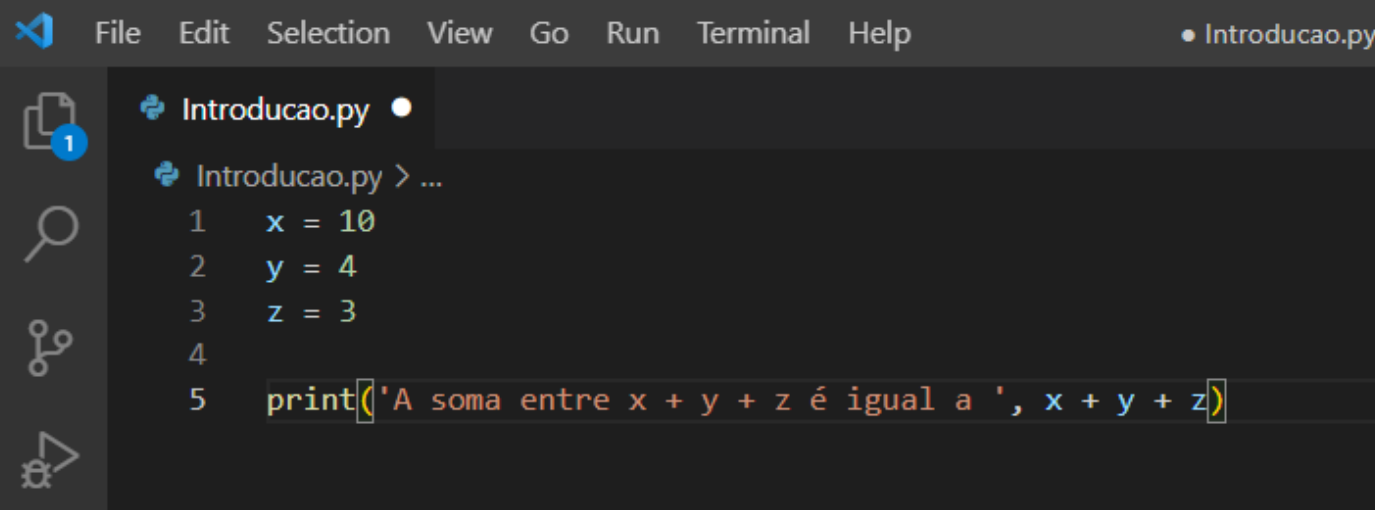 File Edit Selection View Go Run Terminal Help ● Introducao.py
Introducao.py ●
1
Introducao.py > ...
1 x = 10
2 y = 4
3 z = 3
4
5 print('A soma entre x + y + z é igual a ', x + y + z)